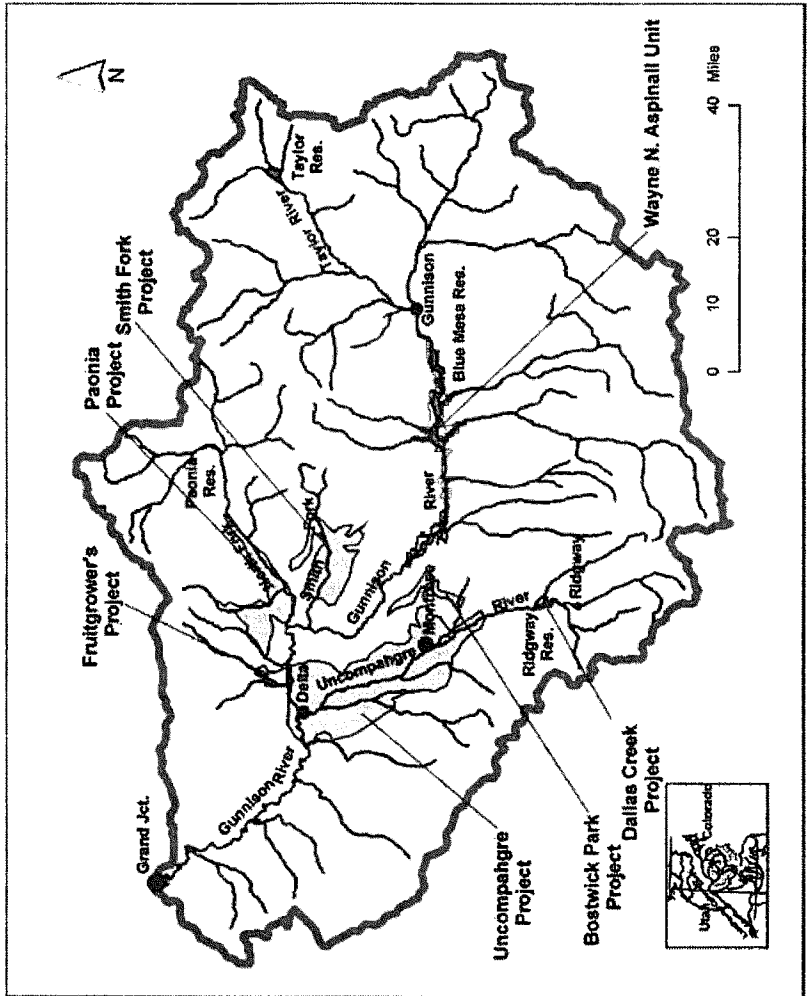 N
Grand Jct.
Fruitgrower's
Project
Paonia
Project
Smith Fork
Project
Paonia
Res.
North Fork
Smith
Fork
Taylor
River
Taylor
Res.
Gunnison
River
Delta
Gunnison
River
Gunnison
Blue Mesa Res.
Uncompahgre
River
Montrose
Ridgway
Res.
Ridgway
Uncompahgre
Project
Bostwick Park
Project
Dallas Creek
Project
Wayne N. Aspinall Unit
0 10 20 40 Miles
Utah
Colorado